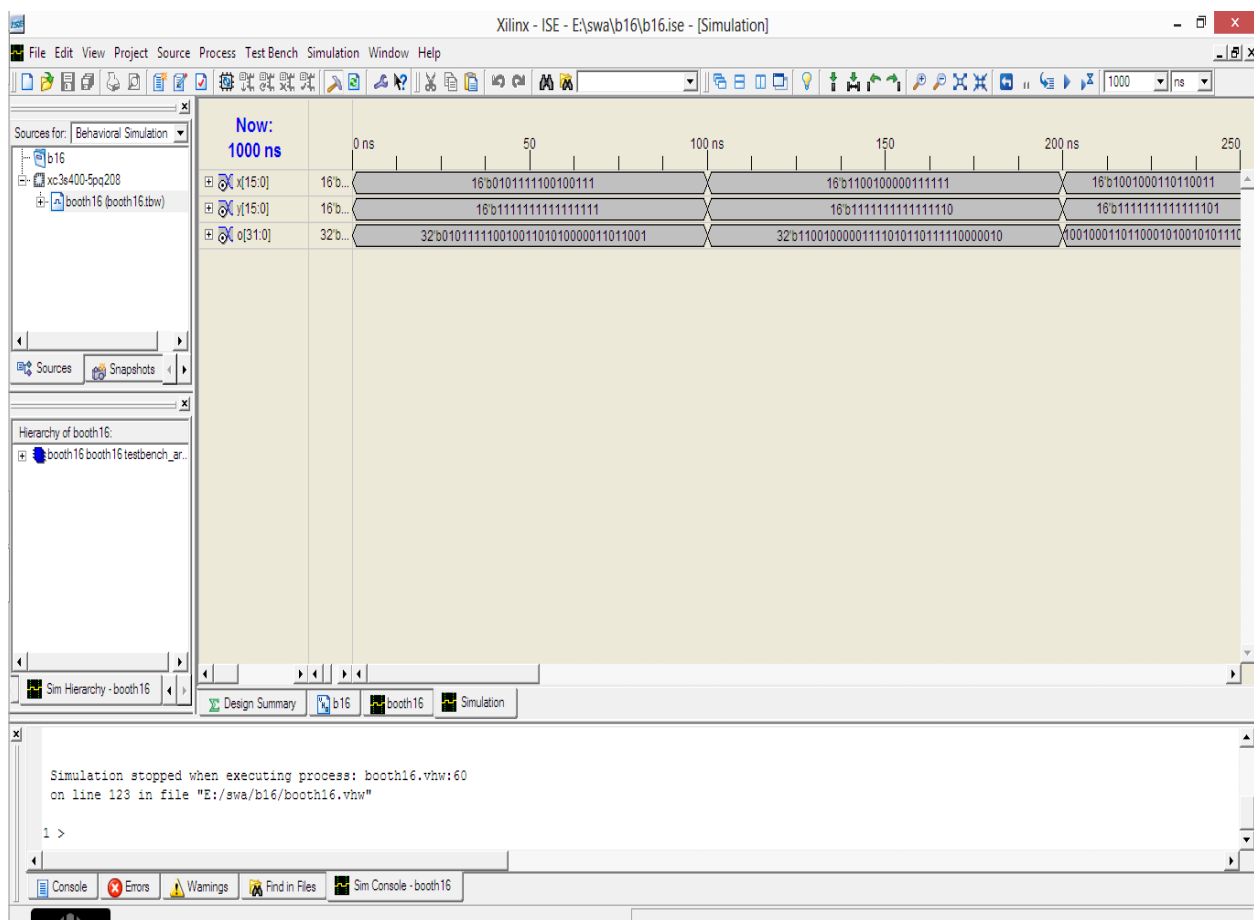 Xilinx - ISE - E:\swa\b16\b16.ise - [Simulation]
File Edit View Project Source Process Test Bench Simulation Window Help
1000 ns
Sources for: Behavioral Simulation
b16
xc3s400-5pq208
booth16 (booth16.tbw)
Sources Snapshots
Hierarchy of booth16:
booth16 booth16 testbench_ar..
Sim Hierarchy - booth16
Now:
1000 ns
0 ns 50 100 ns 150 200 ns 250
x[15:0] 16'b... 16'b0101111100100111 16'b1100100000111111 16'b1001000110110011
y[15:0] 16'b... 16'b1111111111111111 16'b1111111111111110 16'b1111111111111101
o[31:0] 32'b... 32'b01011111001001101010000011011001 32'b11001000001111010110111110000010 1001000110110001010010101110
Design Summary b16 booth16 Simulation
Simulation stopped when executing process: booth16.vhw:60
on line 123 in file "E:/swa/b16/booth16.vhw"
1 >
Console Errors Warnings Find in Files Sim Console - booth16